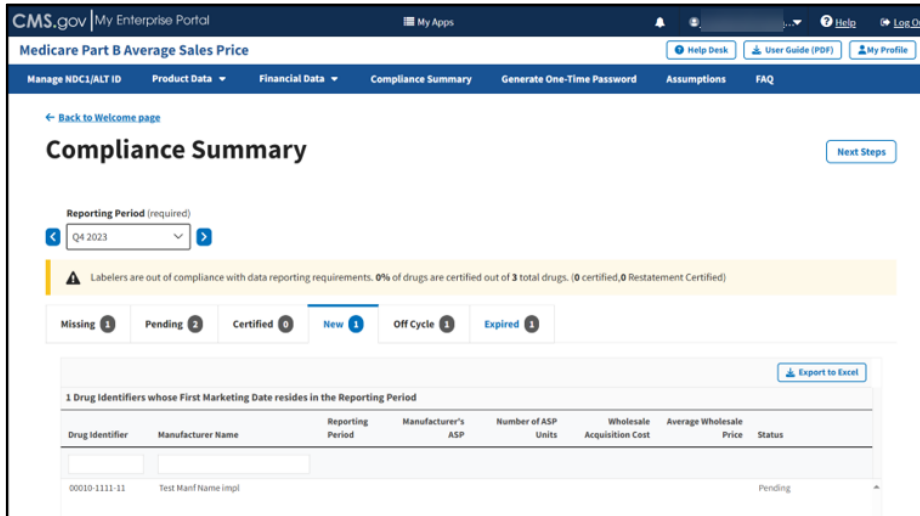 CMS.gov My Enterprise Portal My Apps ...▾ Help Log O
Medicare Part B Average Sales Price Help Desk User Guide (PDF) My Profile
Manage NDC1/ALT ID Product Data Financial Data Compliance Summary Generate One-Time Password Assumptions FAQ
← Back to Welcome page
Compliance Summary Next Steps
Reporting Period (required)
Q4 2023
Labelers are out of compliance with data reporting requirements. 0% of drugs are certified out of 3 total drugs. (0 certified,0 Restatement Certified)
Missing 1 Pending 2 Certified 0 New 1 Off Cycle 1 Expired 1
Export to Excel
1 Drug Identifiers whose First Marketing Date resides in the Reporting Period
Reporting Manufacturer's Number of ASP Wholesale Average Wholesale
Drug Identifier Manufacturer Name Period ASP Units Acquisition Cost Price Status
00010-1111-11 Test Manf Name impl Pending